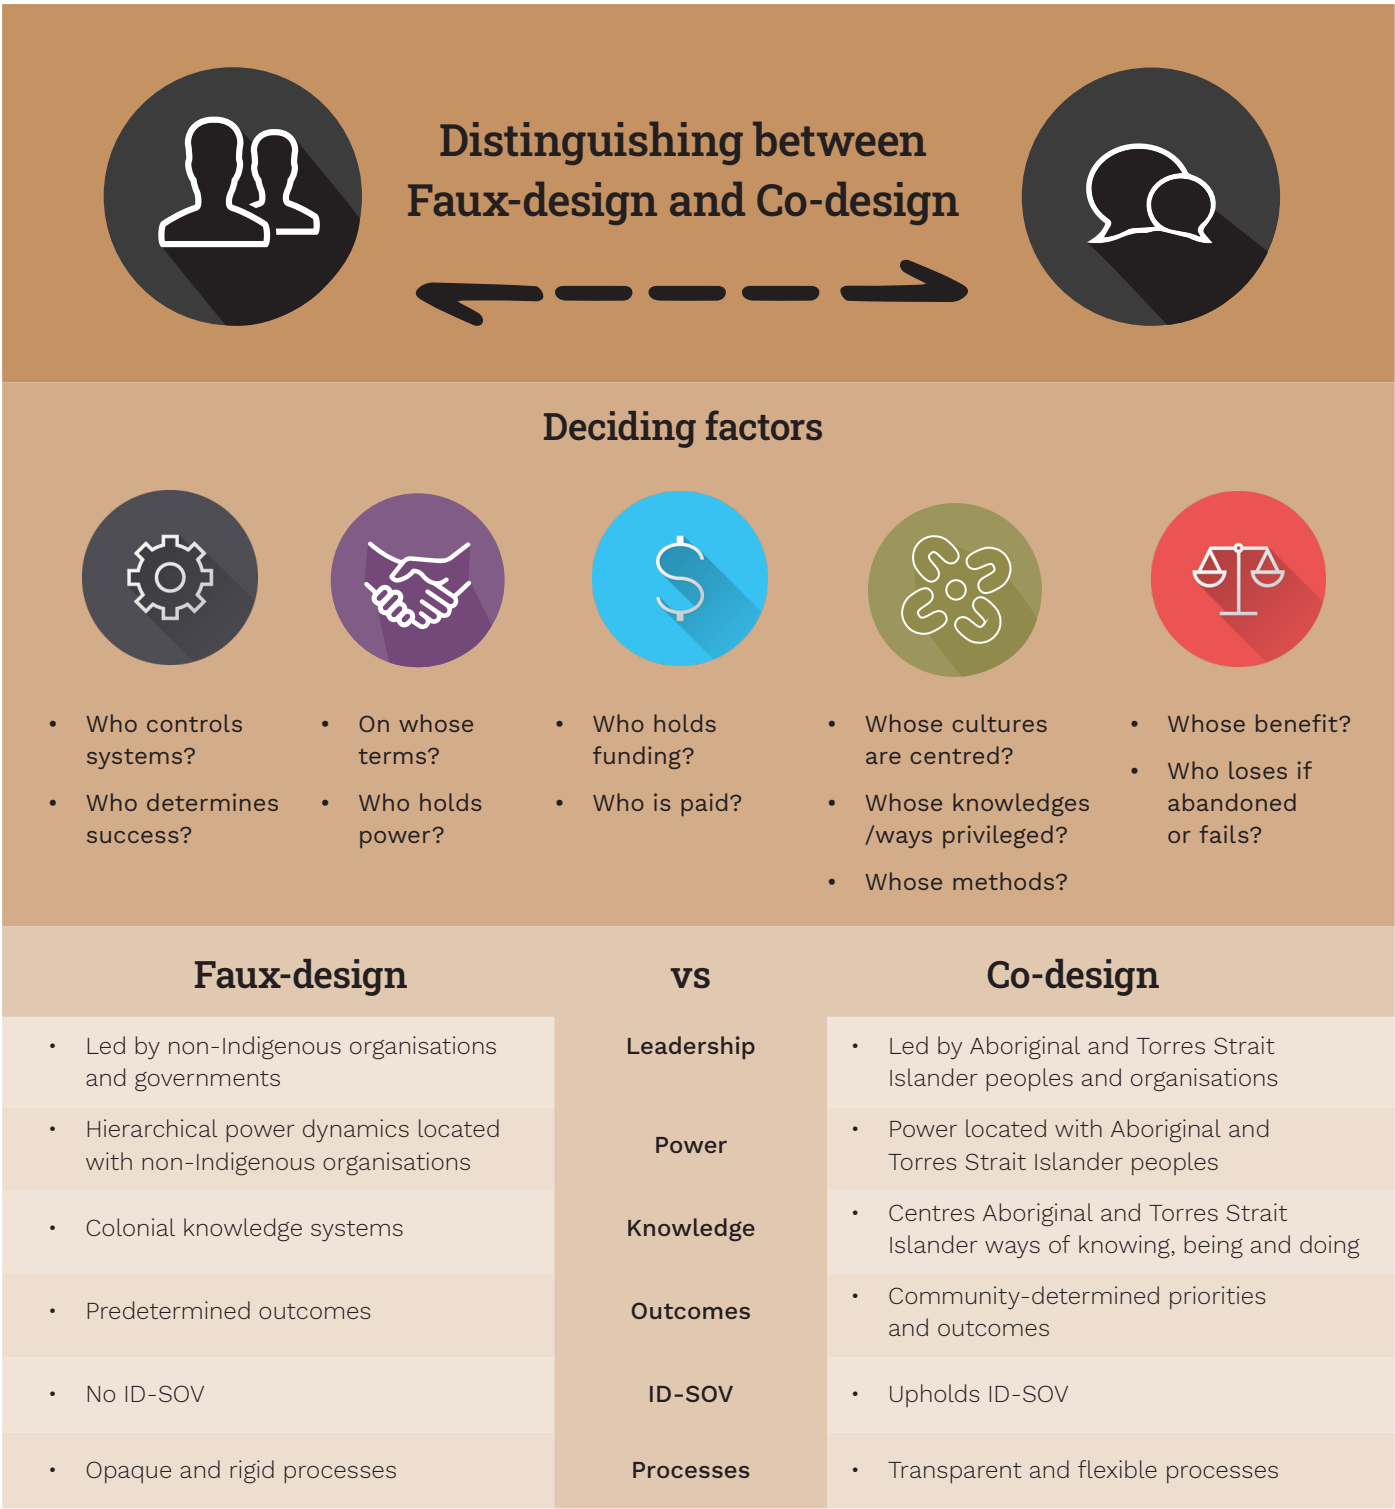 Distinguishing between
Faux-design and Co-design
Deciding factors
• Who controls
systems?
• Who determines
success?
• On whose
terms?
• Who holds
power?
• Who holds
funding?
• Who is paid?
• Whose cultures
are centred?
• Whose knowledges
/ways privileged?
• Whose methods?
• Whose benefit?
• Who loses if
abandoned
or fails?
Faux-design vs Co-design
• Led by non-Indigenous organisations
and governments
Leadership
• Led by Aboriginal and Torres Strait
Islander peoples and organisations
• Hierarchical power dynamics located
with non-Indigenous organisations
Power
• Power located with Aboriginal and
Torres Strait Islander peoples
• Colonial knowledge systems
Knowledge
• Centres Aboriginal and Torres Strait
Islander ways of knowing, being and doing
• Predetermined outcomes
Outcomes
• Community-determined priorities
and outcomes
• No ID-SOV
ID-SOV
• Upholds ID-SOV
• Opaque and rigid processes
Processes
• Transparent and flexible processes